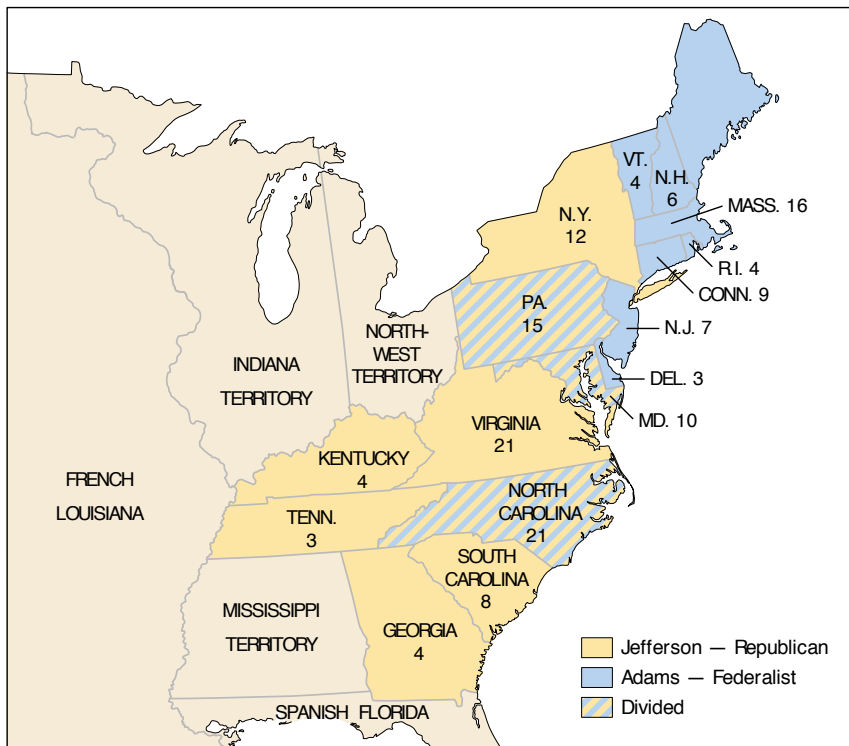 VT.
4
N.H.
6
MASS. 16
N.Y.
12
R.I. 4
CONN. 9
PA.
15
N.J. 7
NORTH-
WEST
TERRITORY
INDIANA
TERRITORY
DEL. 3
MD. 10
VIRGINIA
21
KENTUCKY
4
FRENCH
LOUISIANA
NORTH
CAROLINA
21
TENN.
3
SOUTH
CAROLINA
8
MISSISSIPPI
TERRITORY
GEORGIA
4
SPANISH FLORIDA
Jefferson — Republican
Adams — Federalist
Divided